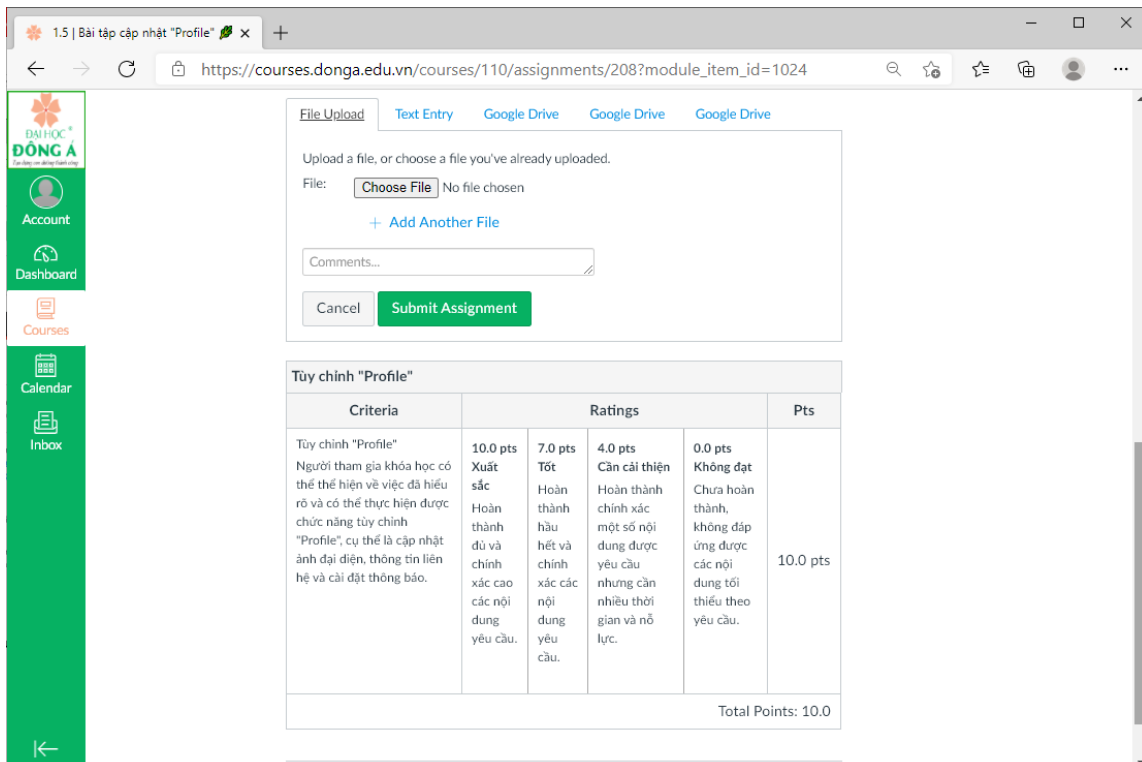 1.5 | Bài tập cập nhật "Profile"
https://courses.donga.edu.vn/courses/110/assignments/208?module_item_id=1024
ĐẠI HỌC
ĐÔNG Á
Account
Dashboard
Courses
Calendar
Inbox
File Upload Text Entry Google Drive Google Drive Google Drive
Upload a file, or choose a file you've already uploaded.
File: Choose File No file chosen
+ Add Another File
Comments...
Cancel Submit Assignment
Tùy chỉnh "Profile"
Criteria Ratings Pts
Tùy chỉnh "Profile"
Người tham gia khóa học có
thể thể hiện về việc đã hiểu
rõ và có thể thực hiện được
chức năng tùy chỉnh
"Profile", cụ thể là cập nhật
ảnh đại diện, thông tin liên
hệ và cài đặt thông báo.
10.0 pts
Xuất
sắc
Hoàn
thành
đủ và
chính
xác cao
các nội
dung
yêu cầu.
7.0 pts
Tốt
Hoàn
thành
hầu
hết và
chính
xác các
nội
dung
yêu
cầu.
4.0 pts
Cần cải thiện
Hoàn thành
chính xác
một số nội
dung được
yêu cầu
nhưng cần
nhiều thời
gian và nỗ
lực.
0.0 pts
Không đạt
Chưa hoàn
thành,
không đáp
ứng được
các nội
dung tối
thiểu theo
yêu cầu.
10.0 pts
Total Points: 10.0